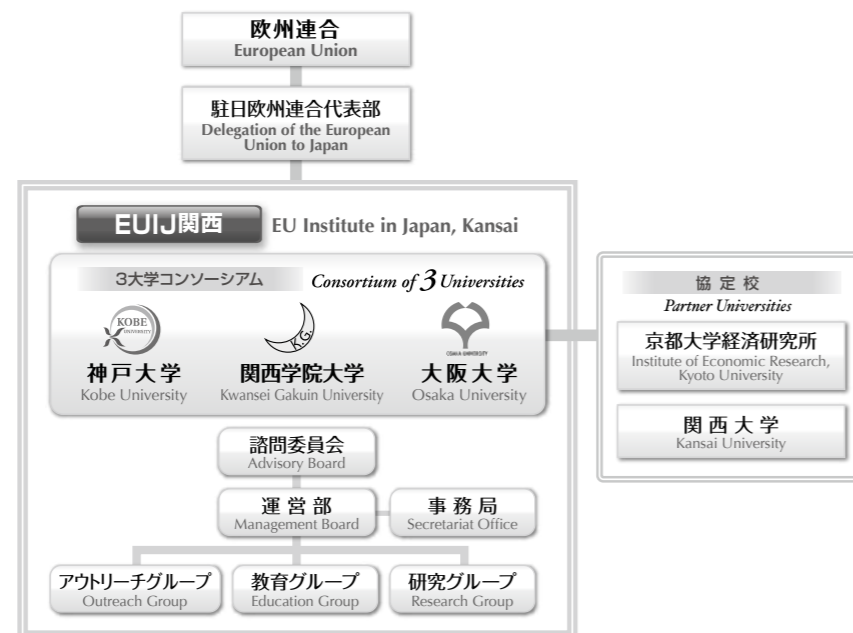 欧州連合
European Union
駐日欧州連合代表部
Delegation of the European
Union to Japan
EUIJ関西
EU Institute in Japan, Kansai
3大学コンソーシアム
Consortium of 3 Universities
KOBE
UNIVERSITY
K.G.
OSAKA UNIVERSITY
神戸大学
Kobe University
関西学院大学
Kwansei Gakuin University
大阪大学
Osaka University
協定校
Partner Universities
京都大学経済研究所
Institute of Economic Research,
Kyoto University
関西大学
Kansai University
諮問委員会
Advisory Board
運営部
Management Board
事務局
Secretariat Office
アウトリーチグループ
Outreach Group
教育グループ
Education Group
研究グループ
Research Group